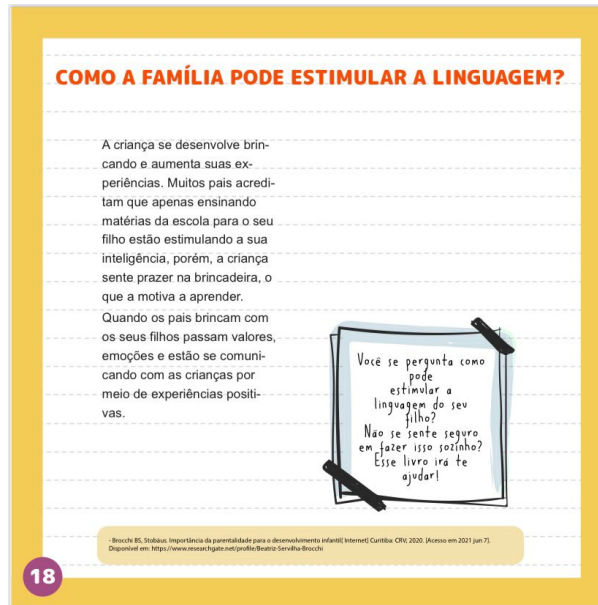 COMO A FAMÍLIA PODE ESTIMULAR A LINGUAGEM?
A criança se desenvolve brin-
cando e aumenta suas ex-
periências. Muitos pais acredi-
tam que apenas ensinando
matérias da escola para o seu
filho estão estimulando a sua
inteligência, porém, a criança
sente prazer na brincadeira, o
que a motiva a aprender.
Quando os pais brincam com
os seus filhos passam valores,
emoções e estão se comuni-
cando com as crianças por
meio de experiências positi-
vas.
Você se pergunta como
pode
estimular a
linguagem do seu
filho?
Não se sente seguro
em fazer isso sozinho?
Esse livro irá te
ajudar!
- Brocchi BS, Stobäus. Importância da parentalidade para o desenvolvimento infantil[ Internet] Curitiba: CRV; 2020. [Acesso em 2021 jun 7].
Disponível em: https://www.researchgate.net/profile/Beatriz-Servilha-Brocchi
18